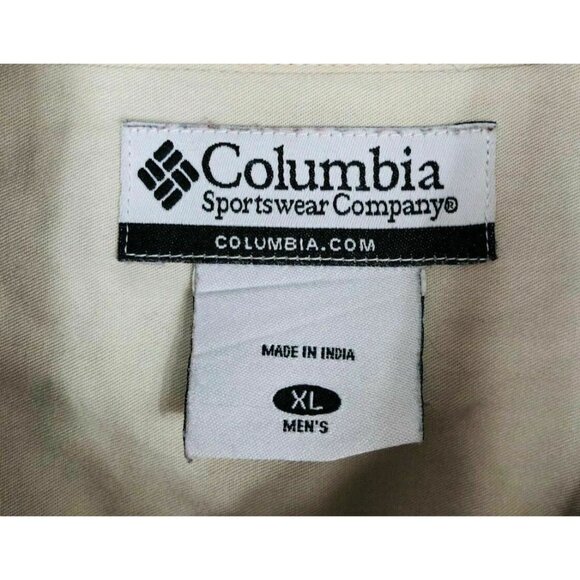 Columbia
Sportswear Company®
COLUMBIA.COM
MADE IN INDIA
XL
MEN'S